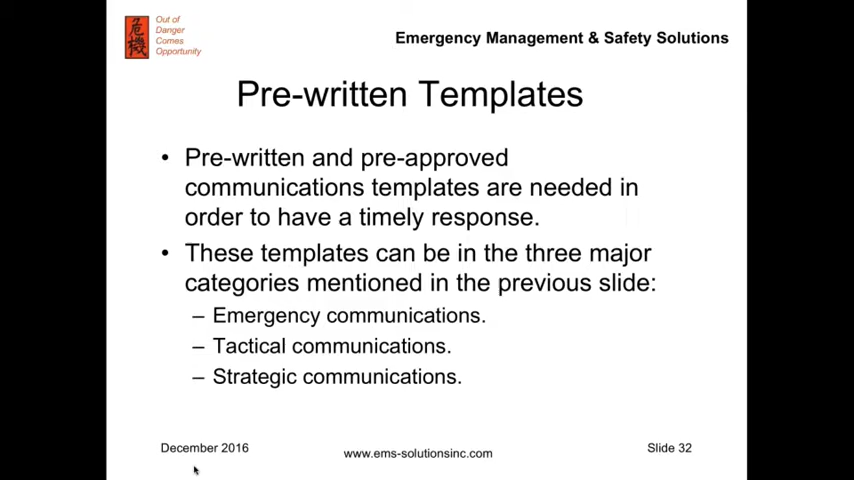 危
機
Out of
Danger
Comes
Opportunity
Emergency Management & Safety Solutions
Pre-written Templates
• Pre-written and pre-approved
communications templates are needed in
order to have a timely response.
• These templates can be in the three major
categories mentioned in the previous slide:
– Emergency communications.
– Tactical communications.
– Strategic communications.
December 2016
www.ems-solutionsinc.com
Slide 32